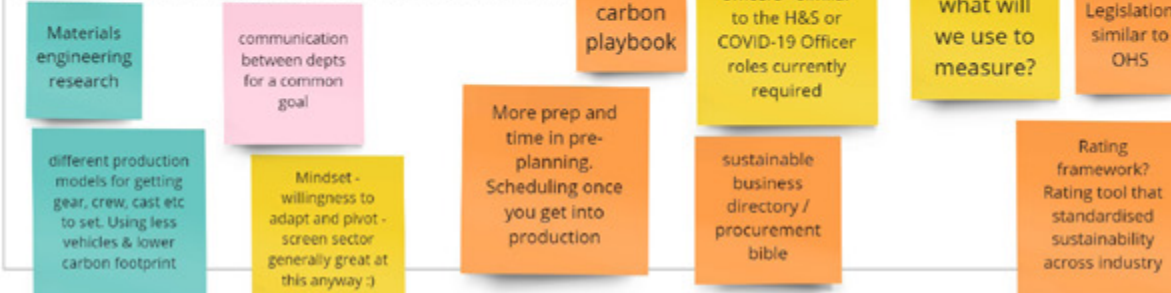 Materials
engineering
research
communication
between depts
for a common
goal
carbon
playbook
to the H&S or
COVID-19 Officer
roles currently
required
what will
we use to
measure?
Legislation
similar to
OHS
different production
models for getting
gear, crew, cast etc
to set. Using less
vehicles & lower
carbon footprint
Mindset -
willingness to
adapt and pivot -
screen sector
generally great at
this anyway :)
More prep and
time in pre-
planning.
Scheduling once
you get into
production
sustainable
business
directory /
procurement
bible
Rating
framework?
Rating tool that
standardised
sustainability
across industry